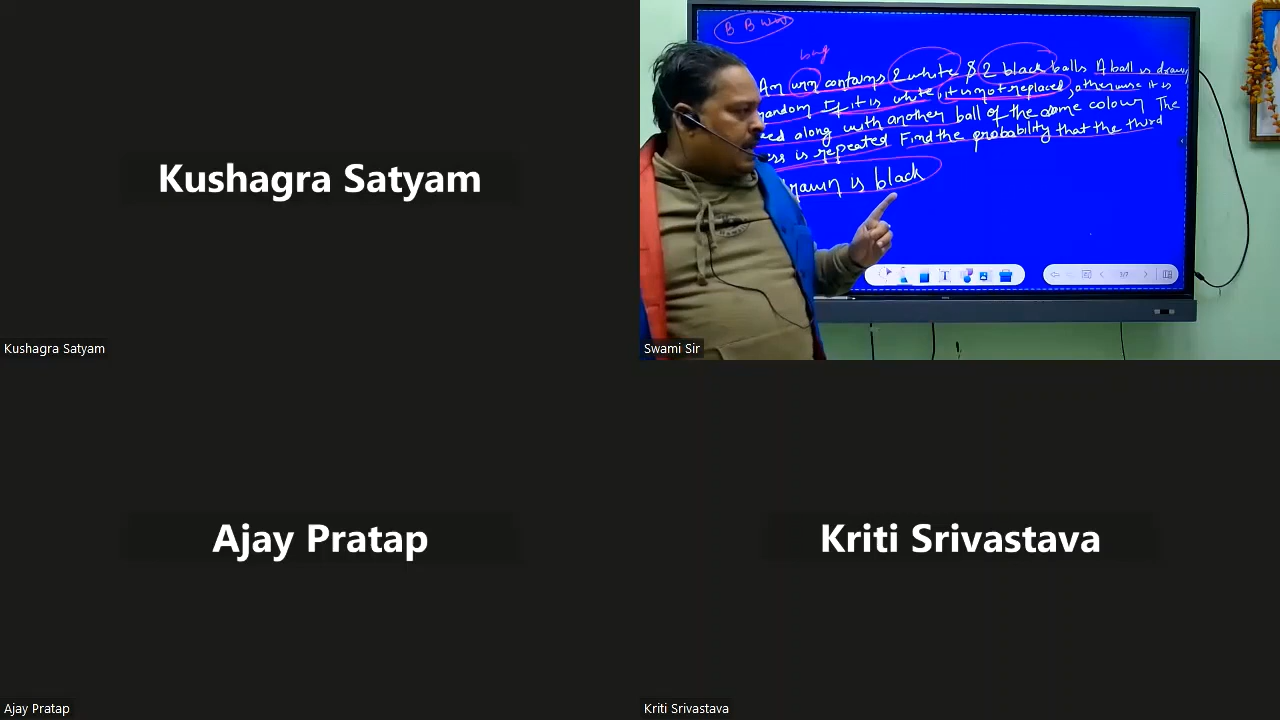 Kushagra Satyam
Kushagra Satyam
B B W
bag
An urn contains 2 white & 2 black balls A ball is drawn
random If it is white, it is not replaced, otherwise it is
along with another ball of the same colour The
is repeated Find the probability that the third
drawn is black
T
1/7
Swami Sir
Ajay Pratap
Ajay Pratap
Kriti Srivastava
Kriti Srivastava